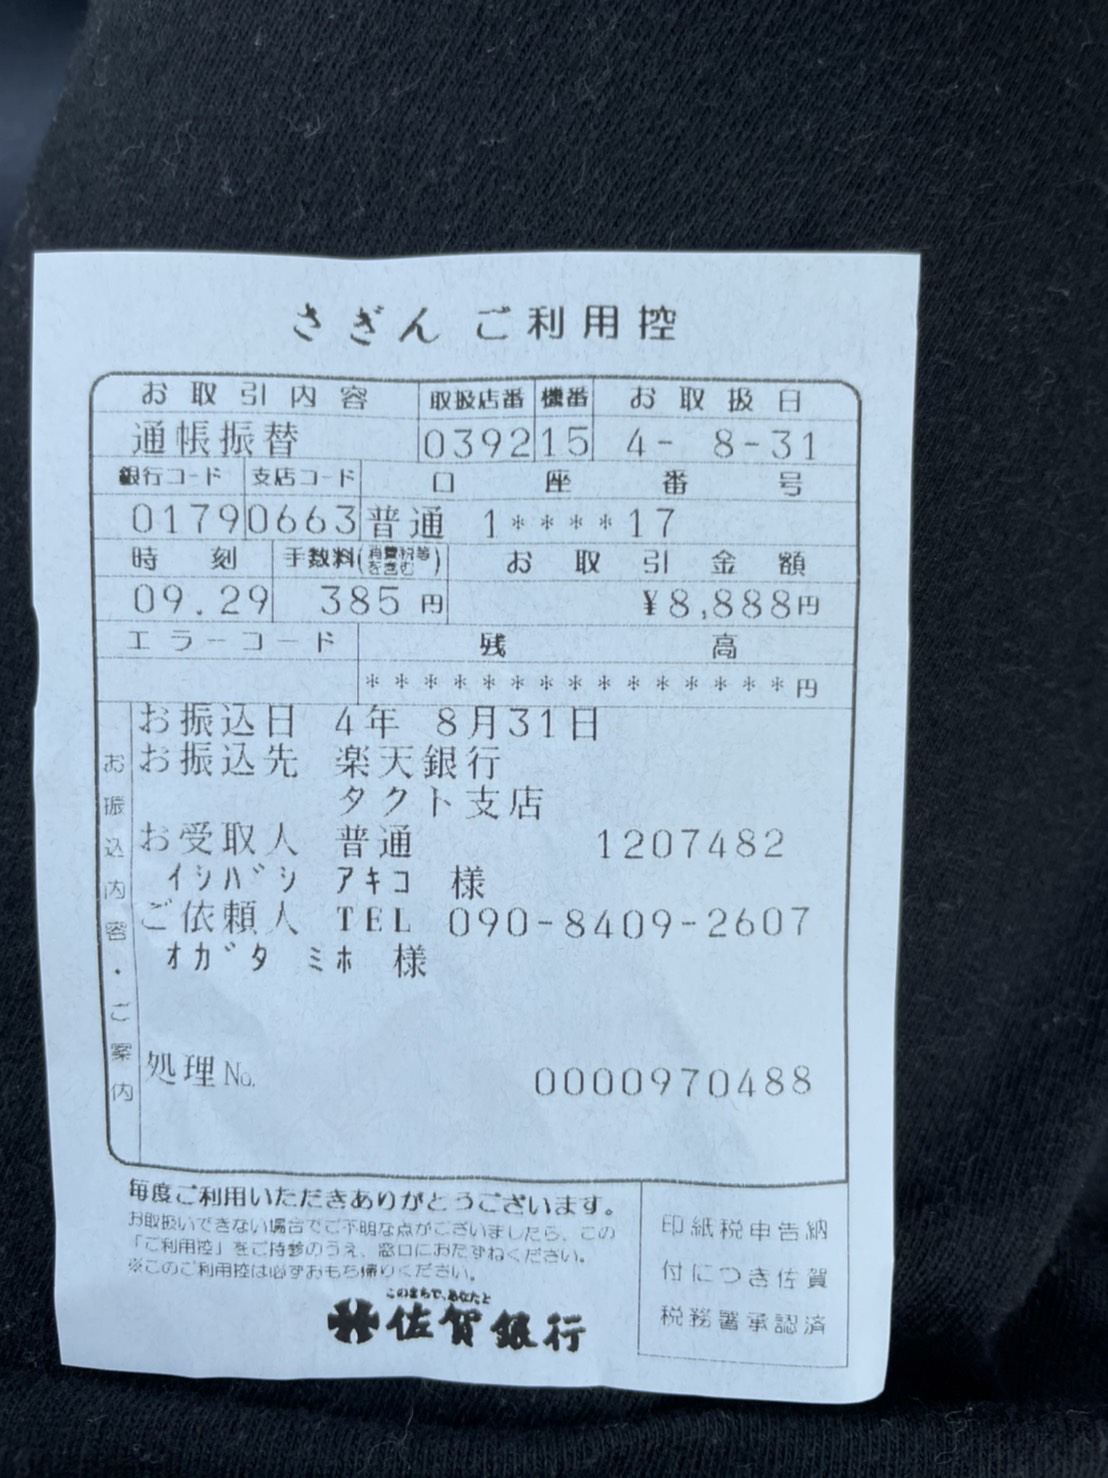 さぎん ご利用控
お取引内容 取扱店番 機番 お取扱日
通帳振替 0392 15 4- 8-31
銀行コード 支店コード 口座番号
0179 0663 普通 1****17
時刻 手数料(消費税等を含む) お取引金額
09.29 385円 ¥8,888円
エラーコード 残高
***************円
お振込内容・ご案内
お振込日 4年 8月31日
お振込先 楽天銀行
タクト支店
お受取人 普通 1207482
イシバシ アキコ 様
ご依頼人 TEL 090-8409-2607
オガタ ミホ 様
処理No. 0000970488
毎度ご利用いただきありがとうございます。
お取扱いできない場合でご不明な点がございましたら、この
「ご利用控」をご持参のうえ、窓口におたずねください。
※このご利用控は必ずおもち帰りください。
このまちで、あなたと
佐賀銀行
印紙税申告納
付につき佐賀
税務署承認済